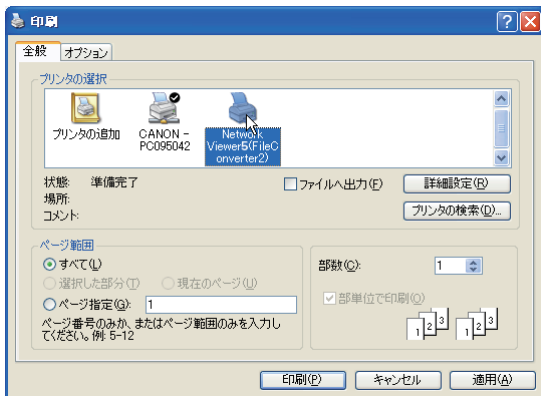 印刷
全般 オプション
プリンタの選択
プリンタの追加
CANON -
PC095042
Network
Viewer5(FileC
onverter2)
状態: 準備完了
場所:
コメント:
ファイルへ出力(F)
詳細設定(R)
プリンタの検索(D)...
ページ範囲
すべて(L)
選択した部分(T) 現在のページ(U)
ページ指定(G): 1
ページ番号のみか、またはページ範囲のみを入力し
てください。例: 5-12
部数(C): 1
部単位で印刷(O)
1 2 3 1 2 3
印刷(P) キャンセル 適用(A)